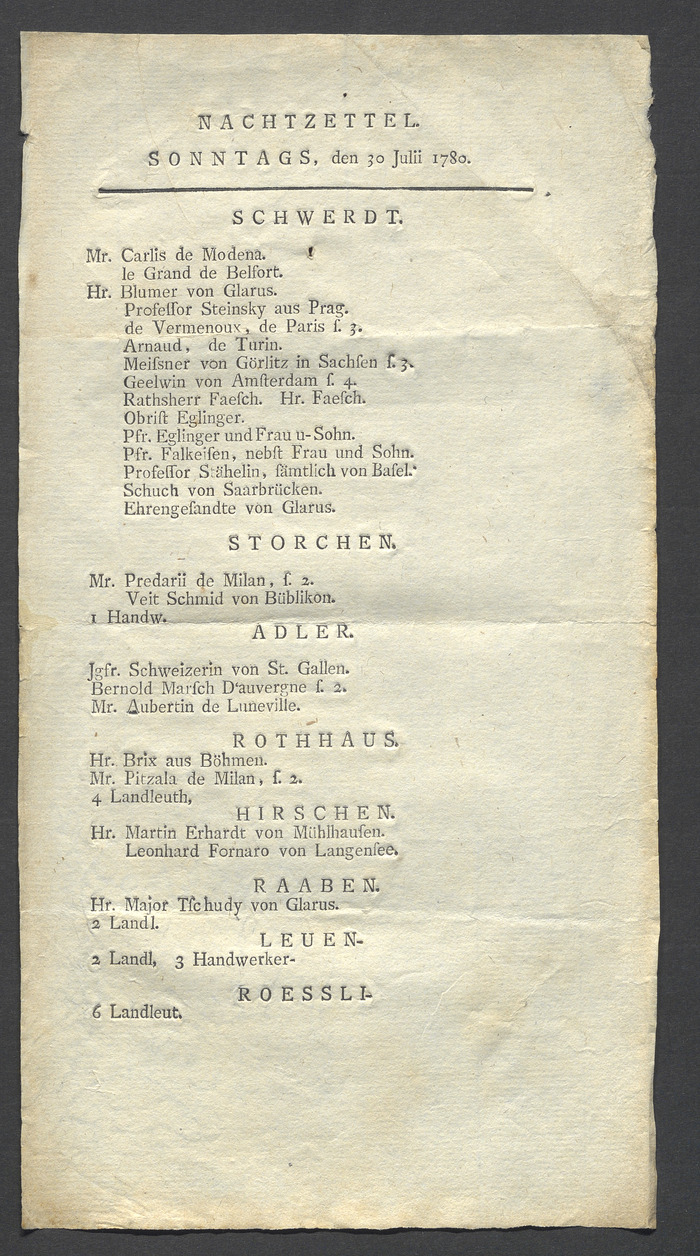 NACHTZETTEL.
SONNTAGS, den 30 Julii 1780.
SCHWERDT.
Mr. Carlis de Modena.
le Grand de Belſort.
Hr. Blumer von Glarus.
Profeſſor Steinsky aus Prag.
de Vermenoux, de Paris ſ. 3.
Arnaud, de Turin.
Meiſsner von Görlitz in Sachſen ſ. 3.
Geelwin von Amſterdam ſ. 4.
Rathsherr Faeſch. Hr. Faeſch.
Obriſt Eglinger.
Pfr. Eglinger und Frau u-Sohn.
Pfr. Falkeiſen, nebſt Frau und Sohn.
Profeſſor Stähelin, ſämtlich von Baſel.
Schuch von Saarbrücken.
Ehrengeſandte von Glarus.
STORCHEN.
Mr. Predarii de Milan, ſ. 2.
Veit Schmid von Büblikon.
1 Handw.
ADLER.
Jgfr. Schweizerin von St. Gallen.
Bernold Marſch D'auvergne ſ. 2.
Mr. Aubertin de Luneville.
ROTHHAUS.
Hr. Brix aus Böhmen.
Mr. Pitzala de Milan, ſ. 2.
4 Landleuth,
HIRSCHEN.
Hr. Martin Erhardt von Mühlhauſen.
Leonhard Fornaro von Langenſee.
RAABEN.
Hr. Major Tſchudy von Glarus.
2 Landl.
LEUEN-
2 Landl, 3 Handwerker-
ROESSLI-
6 Landleut.